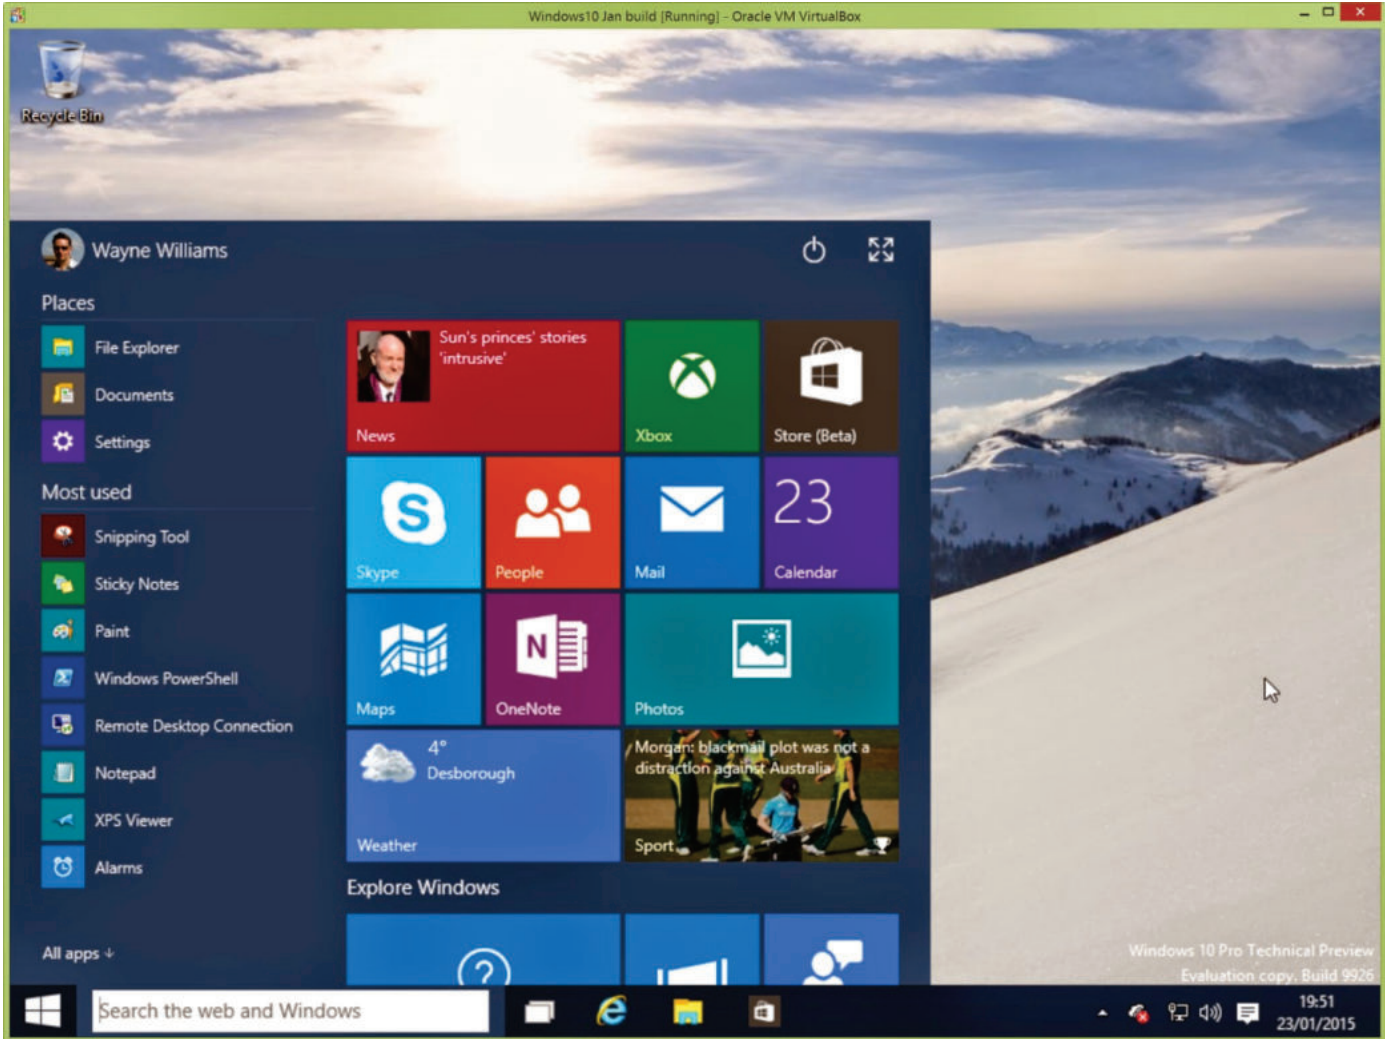 Windows10 Jan build [Running] - Oracle VM VirtualBox
Recycle Bin
Wayne Williams
Places
File Explorer
Documents
Settings
Most used
Snipping Tool
Sticky Notes
Paint
Windows PowerShell
Remote Desktop Connection
Notepad
XPS Viewer
Alarms
All apps
Sun's princes' stories
'intrusive'
News
Xbox
Store (Beta)
S
Skype
People
Mail
23
Calendar
Maps
N
OneNote
Photos
4°
Desborough
Weather
Morgan: blackmail plot was not a
distraction against Australia
Sport
Explore Windows
?
Windows 10 Pro Technical Preview
Evaluation copy. Build 9926
Search the web and Windows
19:51
23/01/2015